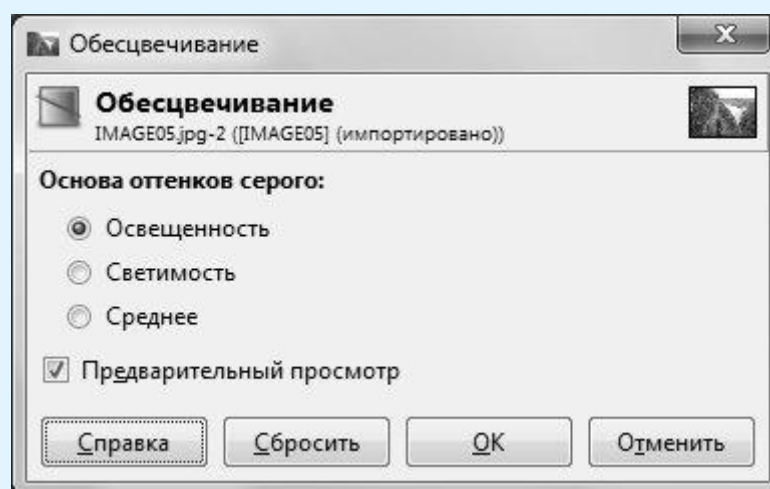 Обесцвечивание
Обесцвечивание
IMAGE05.jpg-2 ([IMAGE05] (импортировано))
Основа оттенков серого:
Освещенность
Светимость
Среднее
Предварительный просмотр
Справка Сбросить OK Отменить